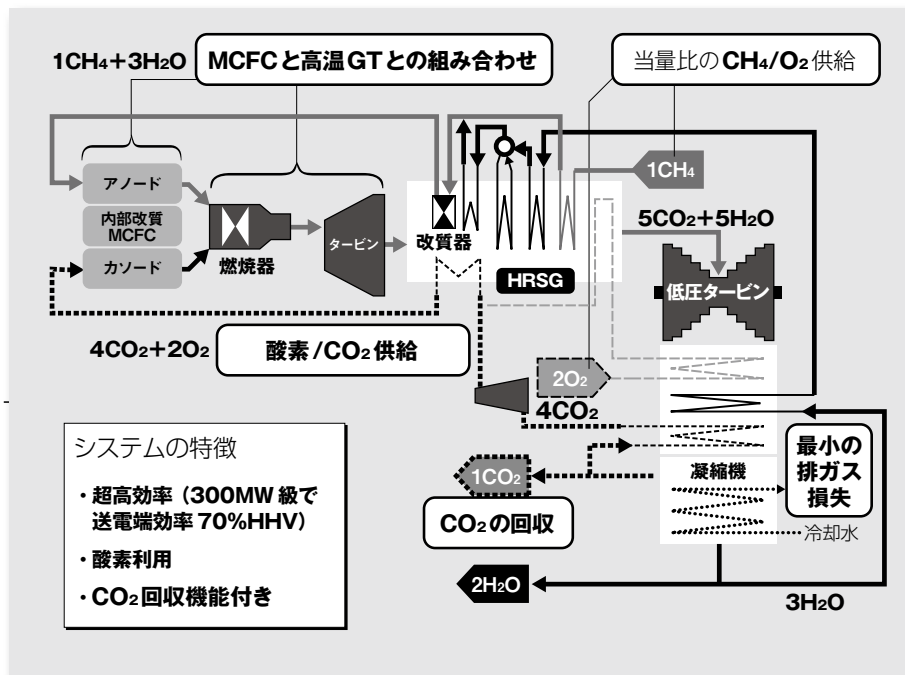 1CH₄+3H₂O
MCFCと高温GTとの組み合わせ
当量比のCH₄/O₂供給
アノード
内部改質
MCFC
カソード
燃焼器
タービン
改質器
HRSG
1CH₄
5CO₂+5H₂O
低圧タービン
4CO₂+2O₂
酸素/CO₂供給
2O₂
4CO₂
システムの特徴
・超高効率（300MW級で
送電端効率70%HHV）
・酸素利用
・CO₂回収機能付き
1CO₂
CO₂の回収
凝縮機
最小の
排ガス
損失
冷却水
2H₂O
3H₂O